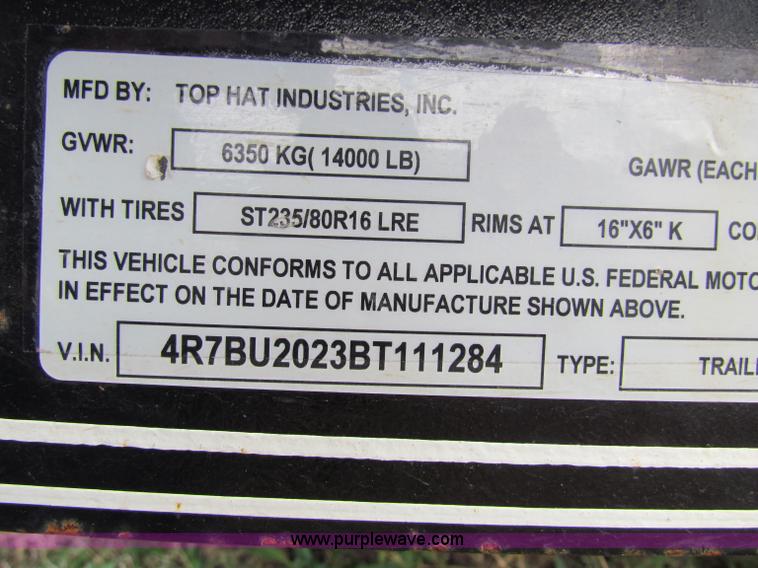 MFD BY: TOP HAT INDUSTRIES, INC.
GVWR: 6350 KG( 14000 LB) GAWR (EACH
WITH TIRES ST235/80R16 LRE RIMS AT 16"X6" K CO
THIS VEHICLE CONFORMS TO ALL APPLICABLE U.S. FEDERAL MOTO
IN EFFECT ON THE DATE OF MANUFACTURE SHOWN ABOVE.
V.I.N. 4R7BU2023BT111284 TYPE: TRAILE
www.purplewave.com